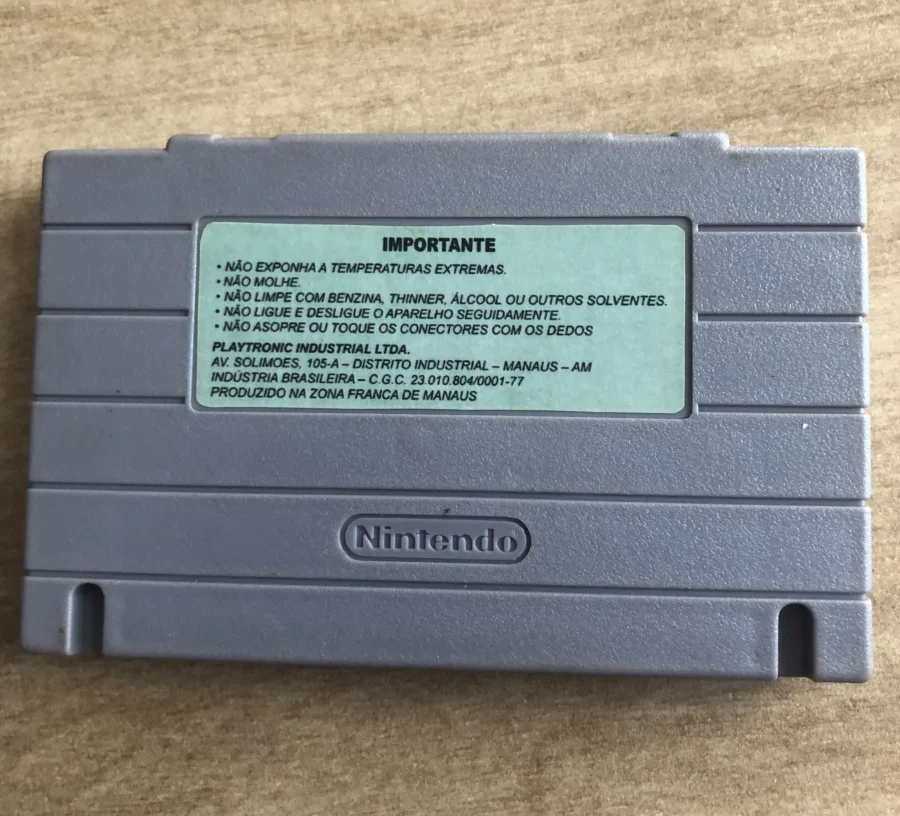 IMPORTANTE
• NÃO EXPONHA A TEMPERATURAS EXTREMAS.
• NÃO MOLHE.
• NÃO LIMPE COM BENZINA, THINNER, ÁLCOOL OU OUTROS SOLVENTES.
• NÃO LIGUE E DESLIGUE O APARELHO SEGUIDAMENTE.
• NÃO ASOPRE OU TOQUE OS CONECTORES COM OS DEDOS
PLAYTRONIC INDUSTRIAL LTDA.
AV. SOLIMOES, 105-A – DISTRITO INDUSTRIAL – MANAUS – AM
INDÚSTRIA BRASILEIRA – C.G.C. 23.010.804/0001-77
PRODUZIDO NA ZONA FRANCA DE MANAUS
Nintendo